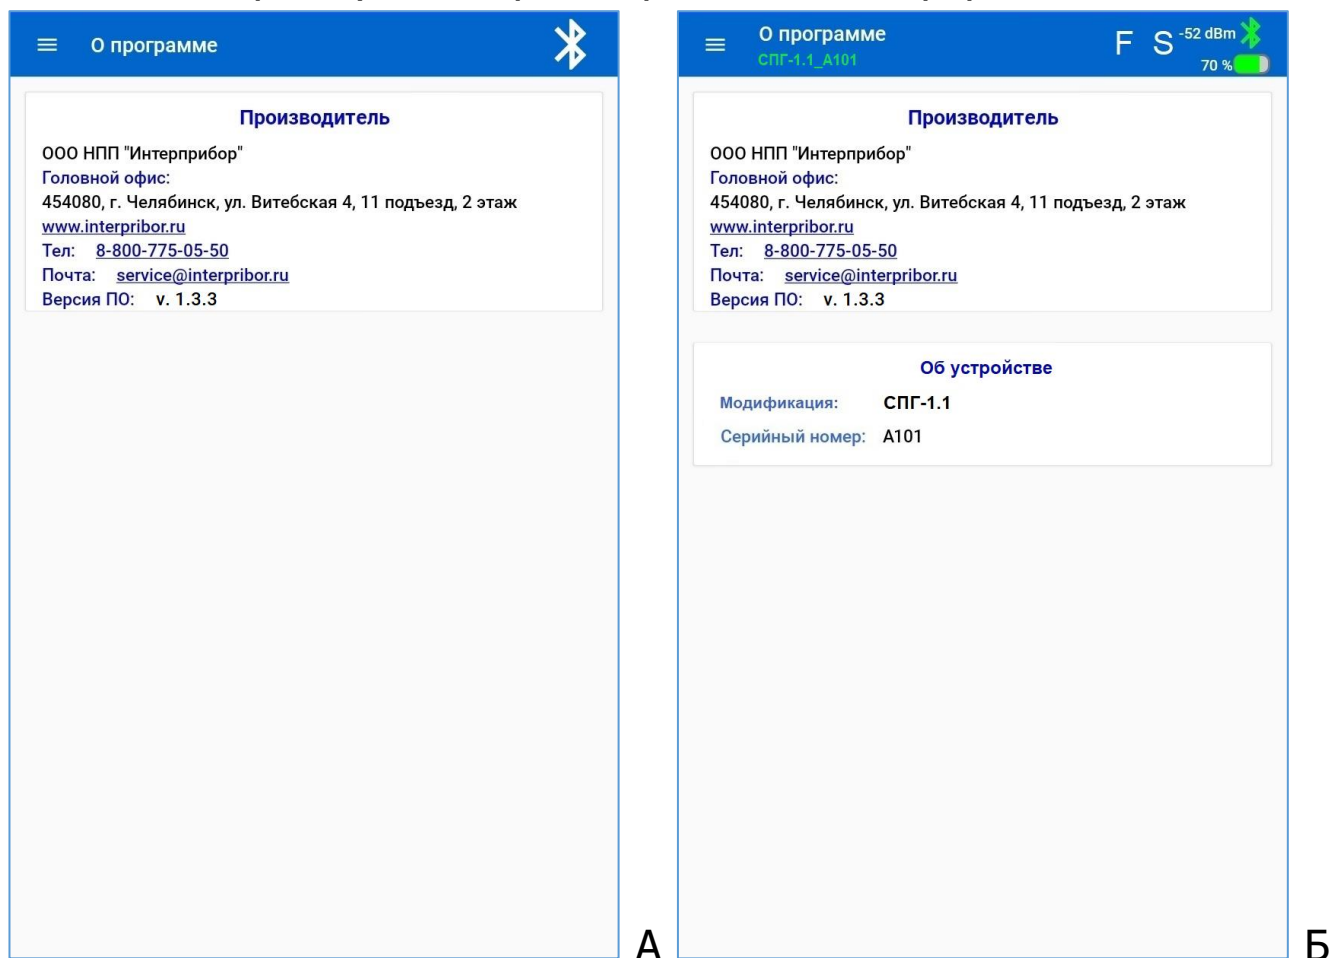 О программе
Производитель
ООО НПП "Интерприбор"
Головной офис:
454080, г. Челябинск, ул. Витебская 4, 11 подъезд, 2 этаж
www.interpribor.ru
Тел: 8-800-775-05-50
Почта: service@interpribor.ru
Версия ПО: v. 1.3.3
А
О программе
СПГ-1.1_А101
F S -52 dBm
70 %
Производитель
ООО НПП "Интерприбор"
Головной офис:
454080, г. Челябинск, ул. Витебская 4, 11 подъезд, 2 этаж
www.interpribor.ru
Тел: 8-800-775-05-50
Почта: service@interpribor.ru
Версия ПО: v. 1.3.3
Об устройстве
Модификация: СПГ-1.1
Серийный номер: А101
Б